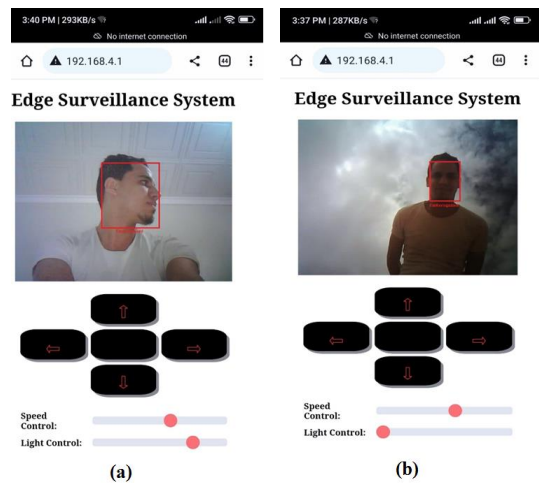 3:40 PM | 293KB/s
No internet connection
192.168.4.1
44
Edge Surveillance System
Speed Control:
Light Control:
(a)
3:37 PM | 287KB/s
No internet connection
192.168.4.1
44
Edge Surveillance System
Speed Control:
Light Control:
(b)